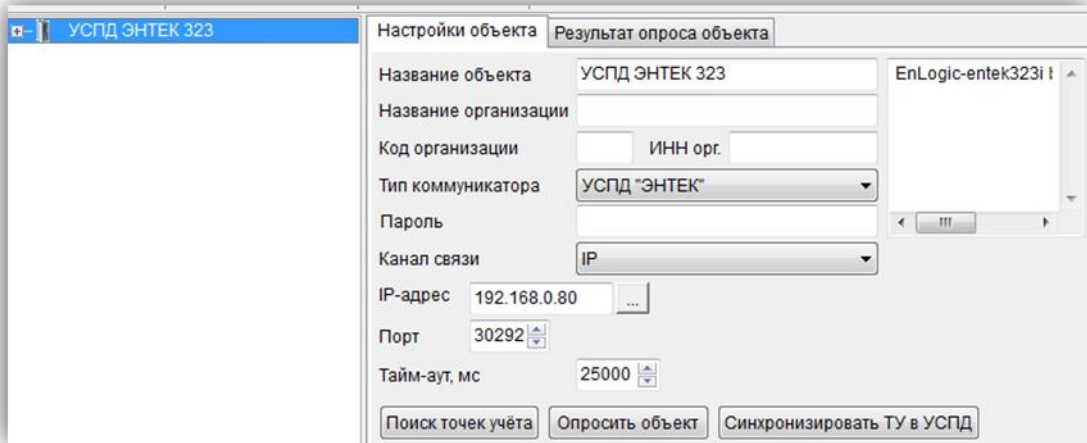 УСПД ЭНТЕК 323
Настройки объекта Результат опроса объекта
Название объекта УСПД ЭНТЕК 323
EnLogic-entek323i
Название организации
Код организации ИНН орг.
Тип коммуникатора УСПД "ЭНТЕК"
Пароль
Канал связи IP
IP-адрес 192.168.0.80 ...
Порт 30292
Тайм-аут, мс 25000
Поиск точек учёта Опросить объект Синхронизировать ТУ в УСПД